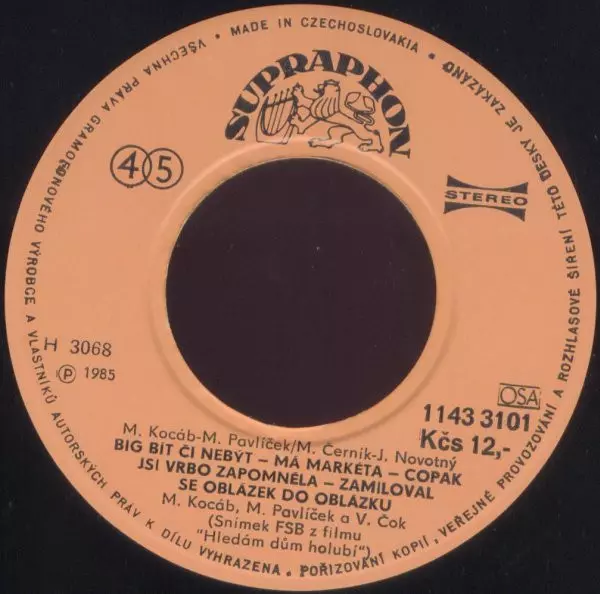 VŠECHNA PRÁVA GRAMOFONOVÉHO VÝROBCE A VLASTNÍKŮ AUTORSKÝCH PRÁV K DÍLU VYHRAZENA. POŘIZOVÁNÍ KOPIÍ, VEŘEJNÉ PROVOZOVÁNÍ A ROZHLASOVÉ ŠÍŘENÍ TÉTO DESKY JE ZAKÁZÁNO • MADE IN CZECHOSLOVAKIA •
SUPRAPHON
45
STEREO
H 3068
Ⓟ 1985
OSA
1143 3101
Kčs 12,-
M. Kocáb-M. Pavlíček/M. Černík-J. Novotný
BIG BÍT ČI NEBÝT – MÁ MARKÉTA – COPAK
JSI VRBO ZAPOMNĚLA – ZAMILOVAL
SE OBLÁZEK DO OBLÁZKU
M. Kocáb, M. Pavlíček a V. Čok
(Snímek FSB z filmu
"Hledám dům holubí")